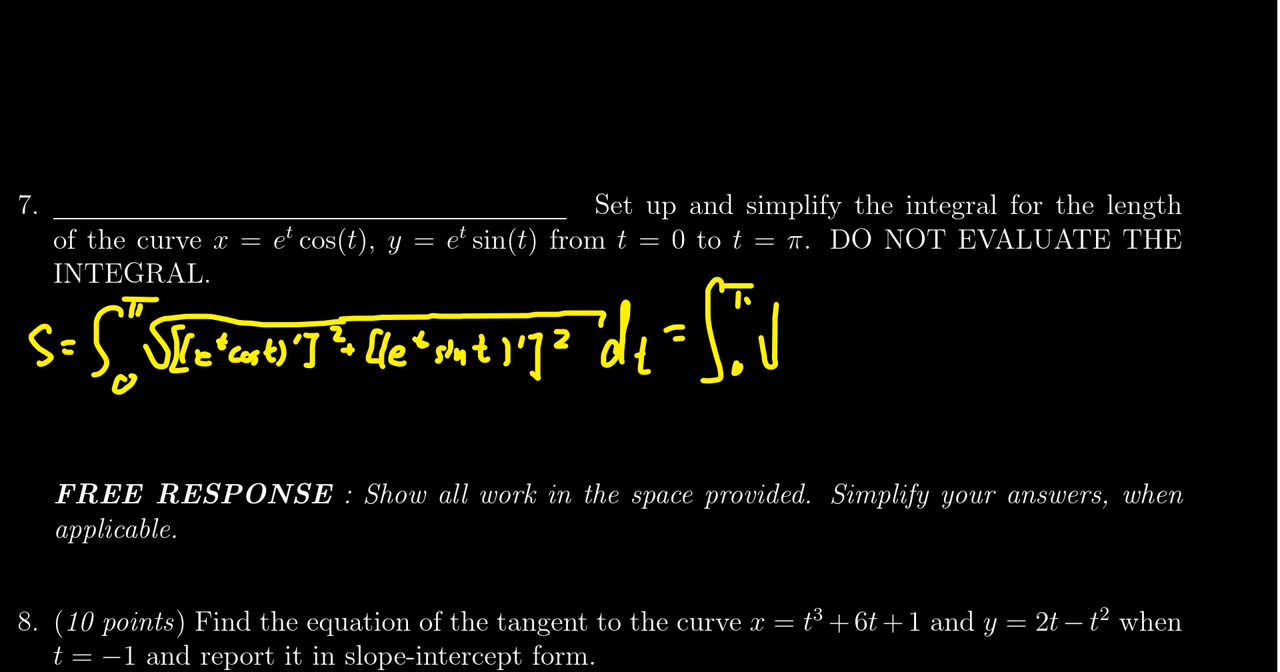 7. ____________________ Set up and simplify the integral for the length
of the curve x = e^t cos(t), y = e^t sin(t) from t = 0 to t = π. DO NOT EVALUATE THE
INTEGRAL.
S = ∫_0^π √([(e^t cos t)']^2 + [(e^t sin t)']^2) dt = ∫_0^π √
FREE RESPONSE : Show all work in the space provided. Simplify your answers, when
applicable.
8. (10 points) Find the equation of the tangent to the curve x = t^3 + 6t + 1 and y = 2t − t^2 when
t = −1 and report it in slope-intercept form.